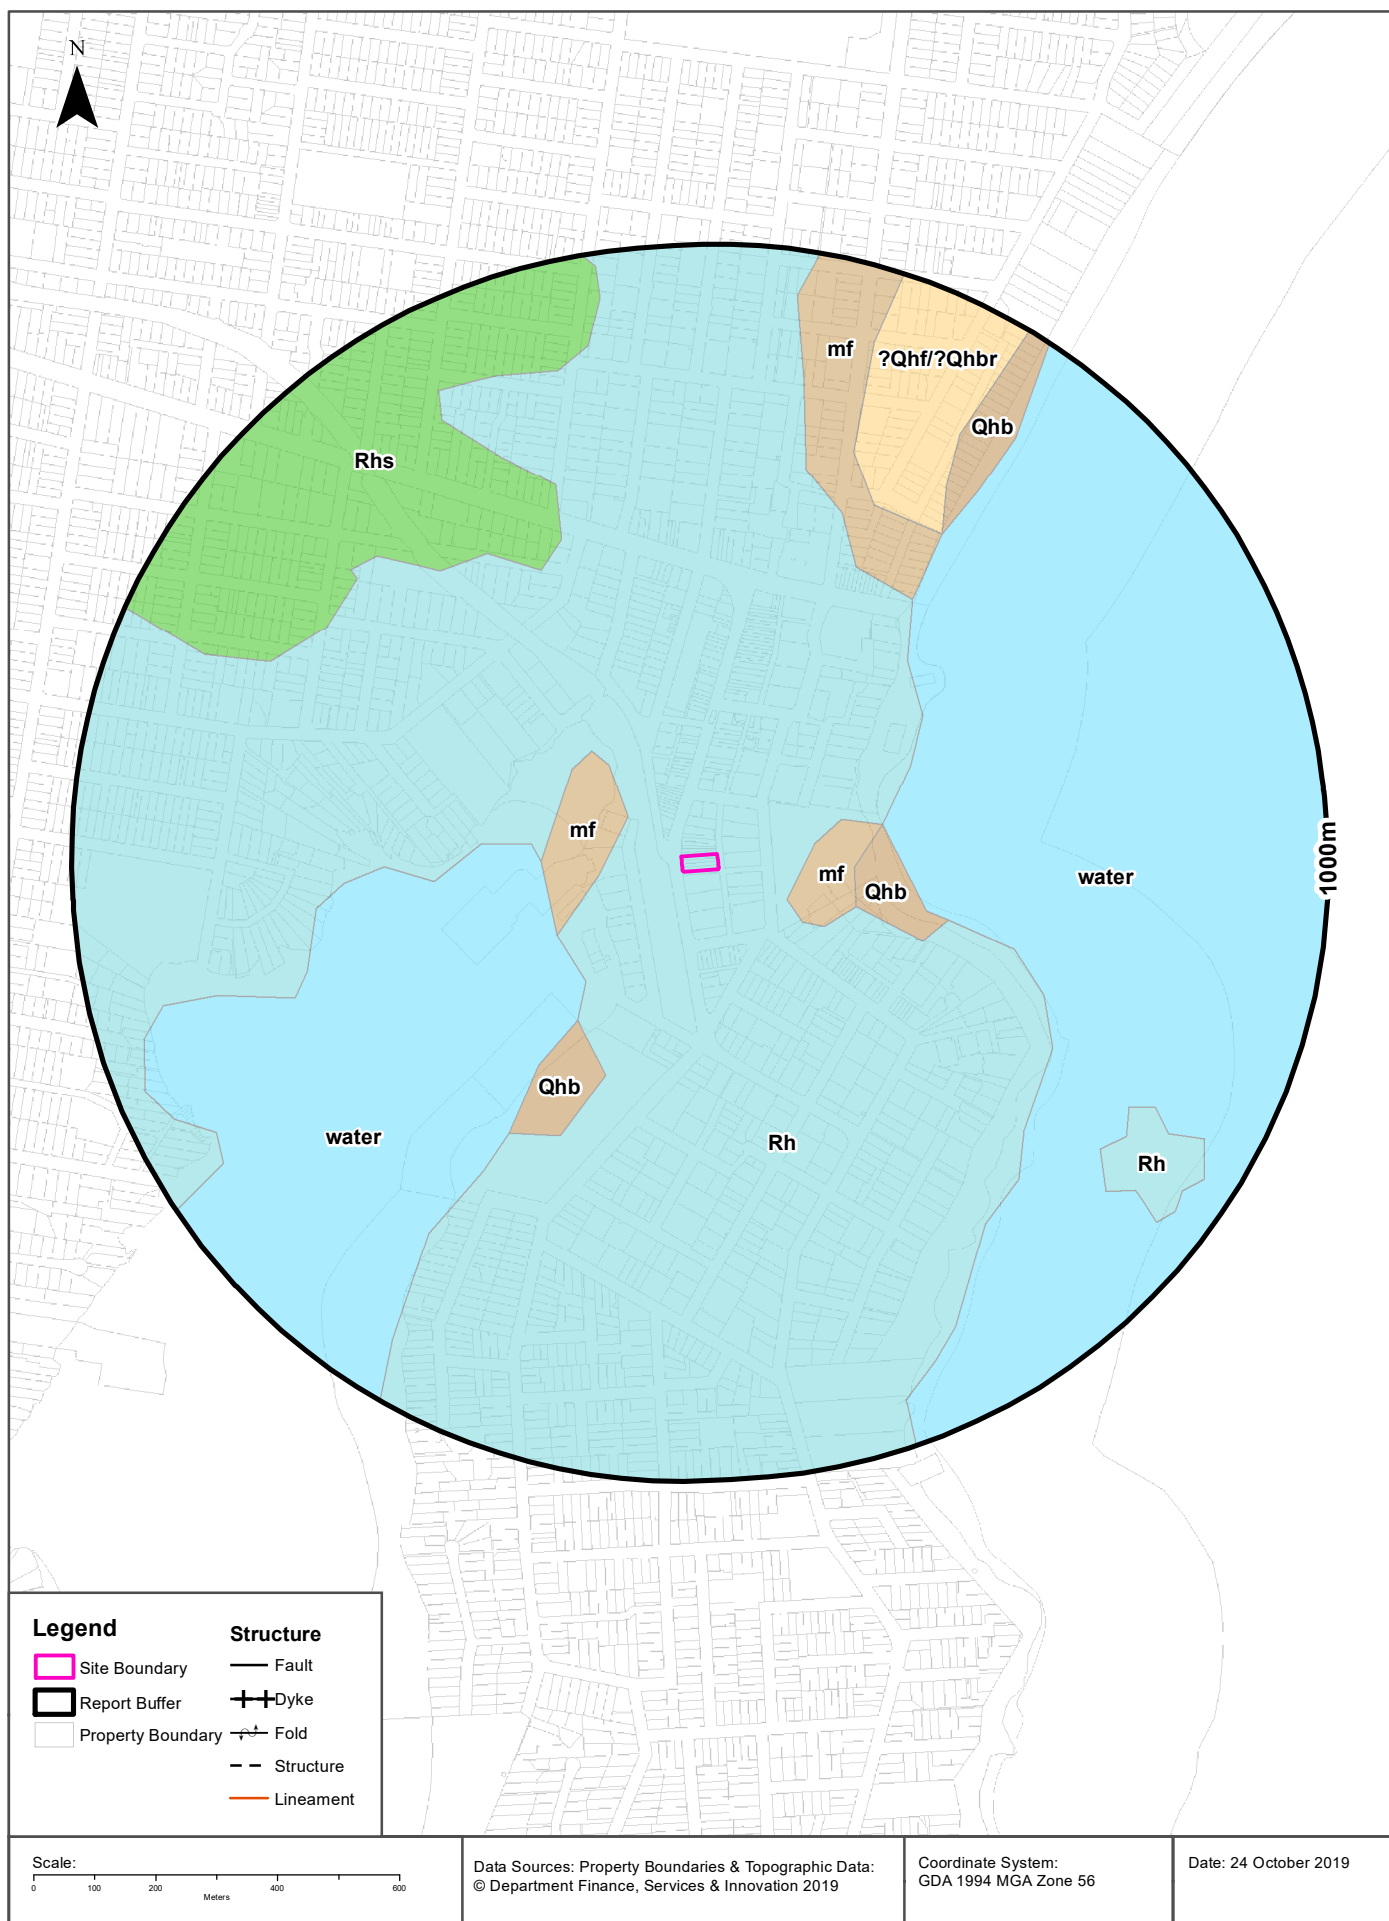 N
mf
?Qhf/?Qhbr
Qhb
Rhs
mf
mf
Qhb
water
1000m
Qhb
water
Rh
Rh
Legend
Site Boundary
Report Buffer
Property Boundary
Structure
Fault
Dyke
Fold
Structure
Lineament
Scale:
0 100 200 400 600
Meters
Data Sources: Property Boundaries & Topographic Data:
© Department Finance, Services & Innovation 2019
Coordinate System:
GDA 1994 MGA Zone 56
Date: 24 October 2019